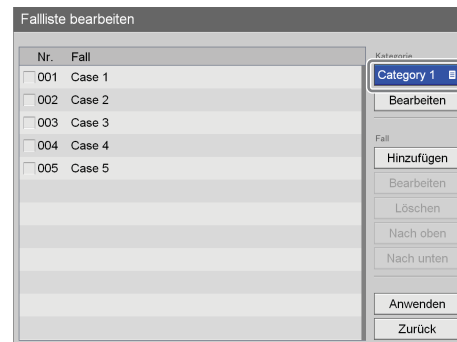 Fallliste bearbeiten
Nr. Fall
001 Case 1
002 Case 2
003 Case 3
004 Case 4
005 Case 5
Kategorie
Category 1
Bearbeiten
Fall
Hinzufügen
Bearbeiten
Löschen
Nach oben
Nach unten
Anwenden
Zurück